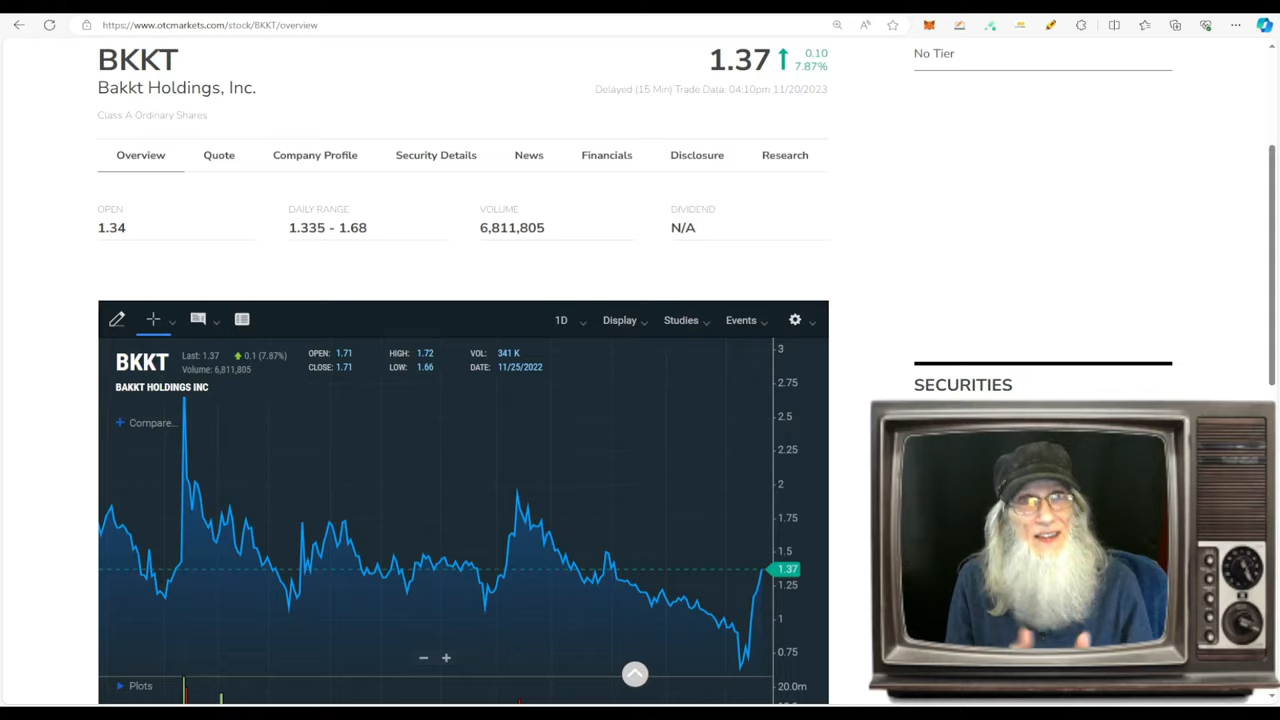 https://www.otcmarkets.com/stock/BKKT/overview
BKKT
1.37
0.10
7.87%
Bakkt Holdings, Inc.
Delayed (15 Min) Trade Data: 04:10pm 11/20/2023
Class A Ordinary Shares
No Tier
Overview Quote Company Profile Security Details News Financials Disclosure Research
OPEN DAILY RANGE VOLUME DIVIDEND
1.34 1.335 - 1.68 6,811,805 N/A
1D Display Studies Events
BKKT
Last: 1.37 0.1 (7.87%)
Volume: 6,811,805
OPEN: 1.71 HIGH: 1.72 VOL: 341 K
CLOSE: 1.71 LOW: 1.66 DATE: 11/25/2022
BAKKT HOLDINGS INC
+ Compare...
3
2.75
2.5
2.25
2
1.75
1.5
1.37
1.25
1
0.75
Plots
20.0m
SECURITIES